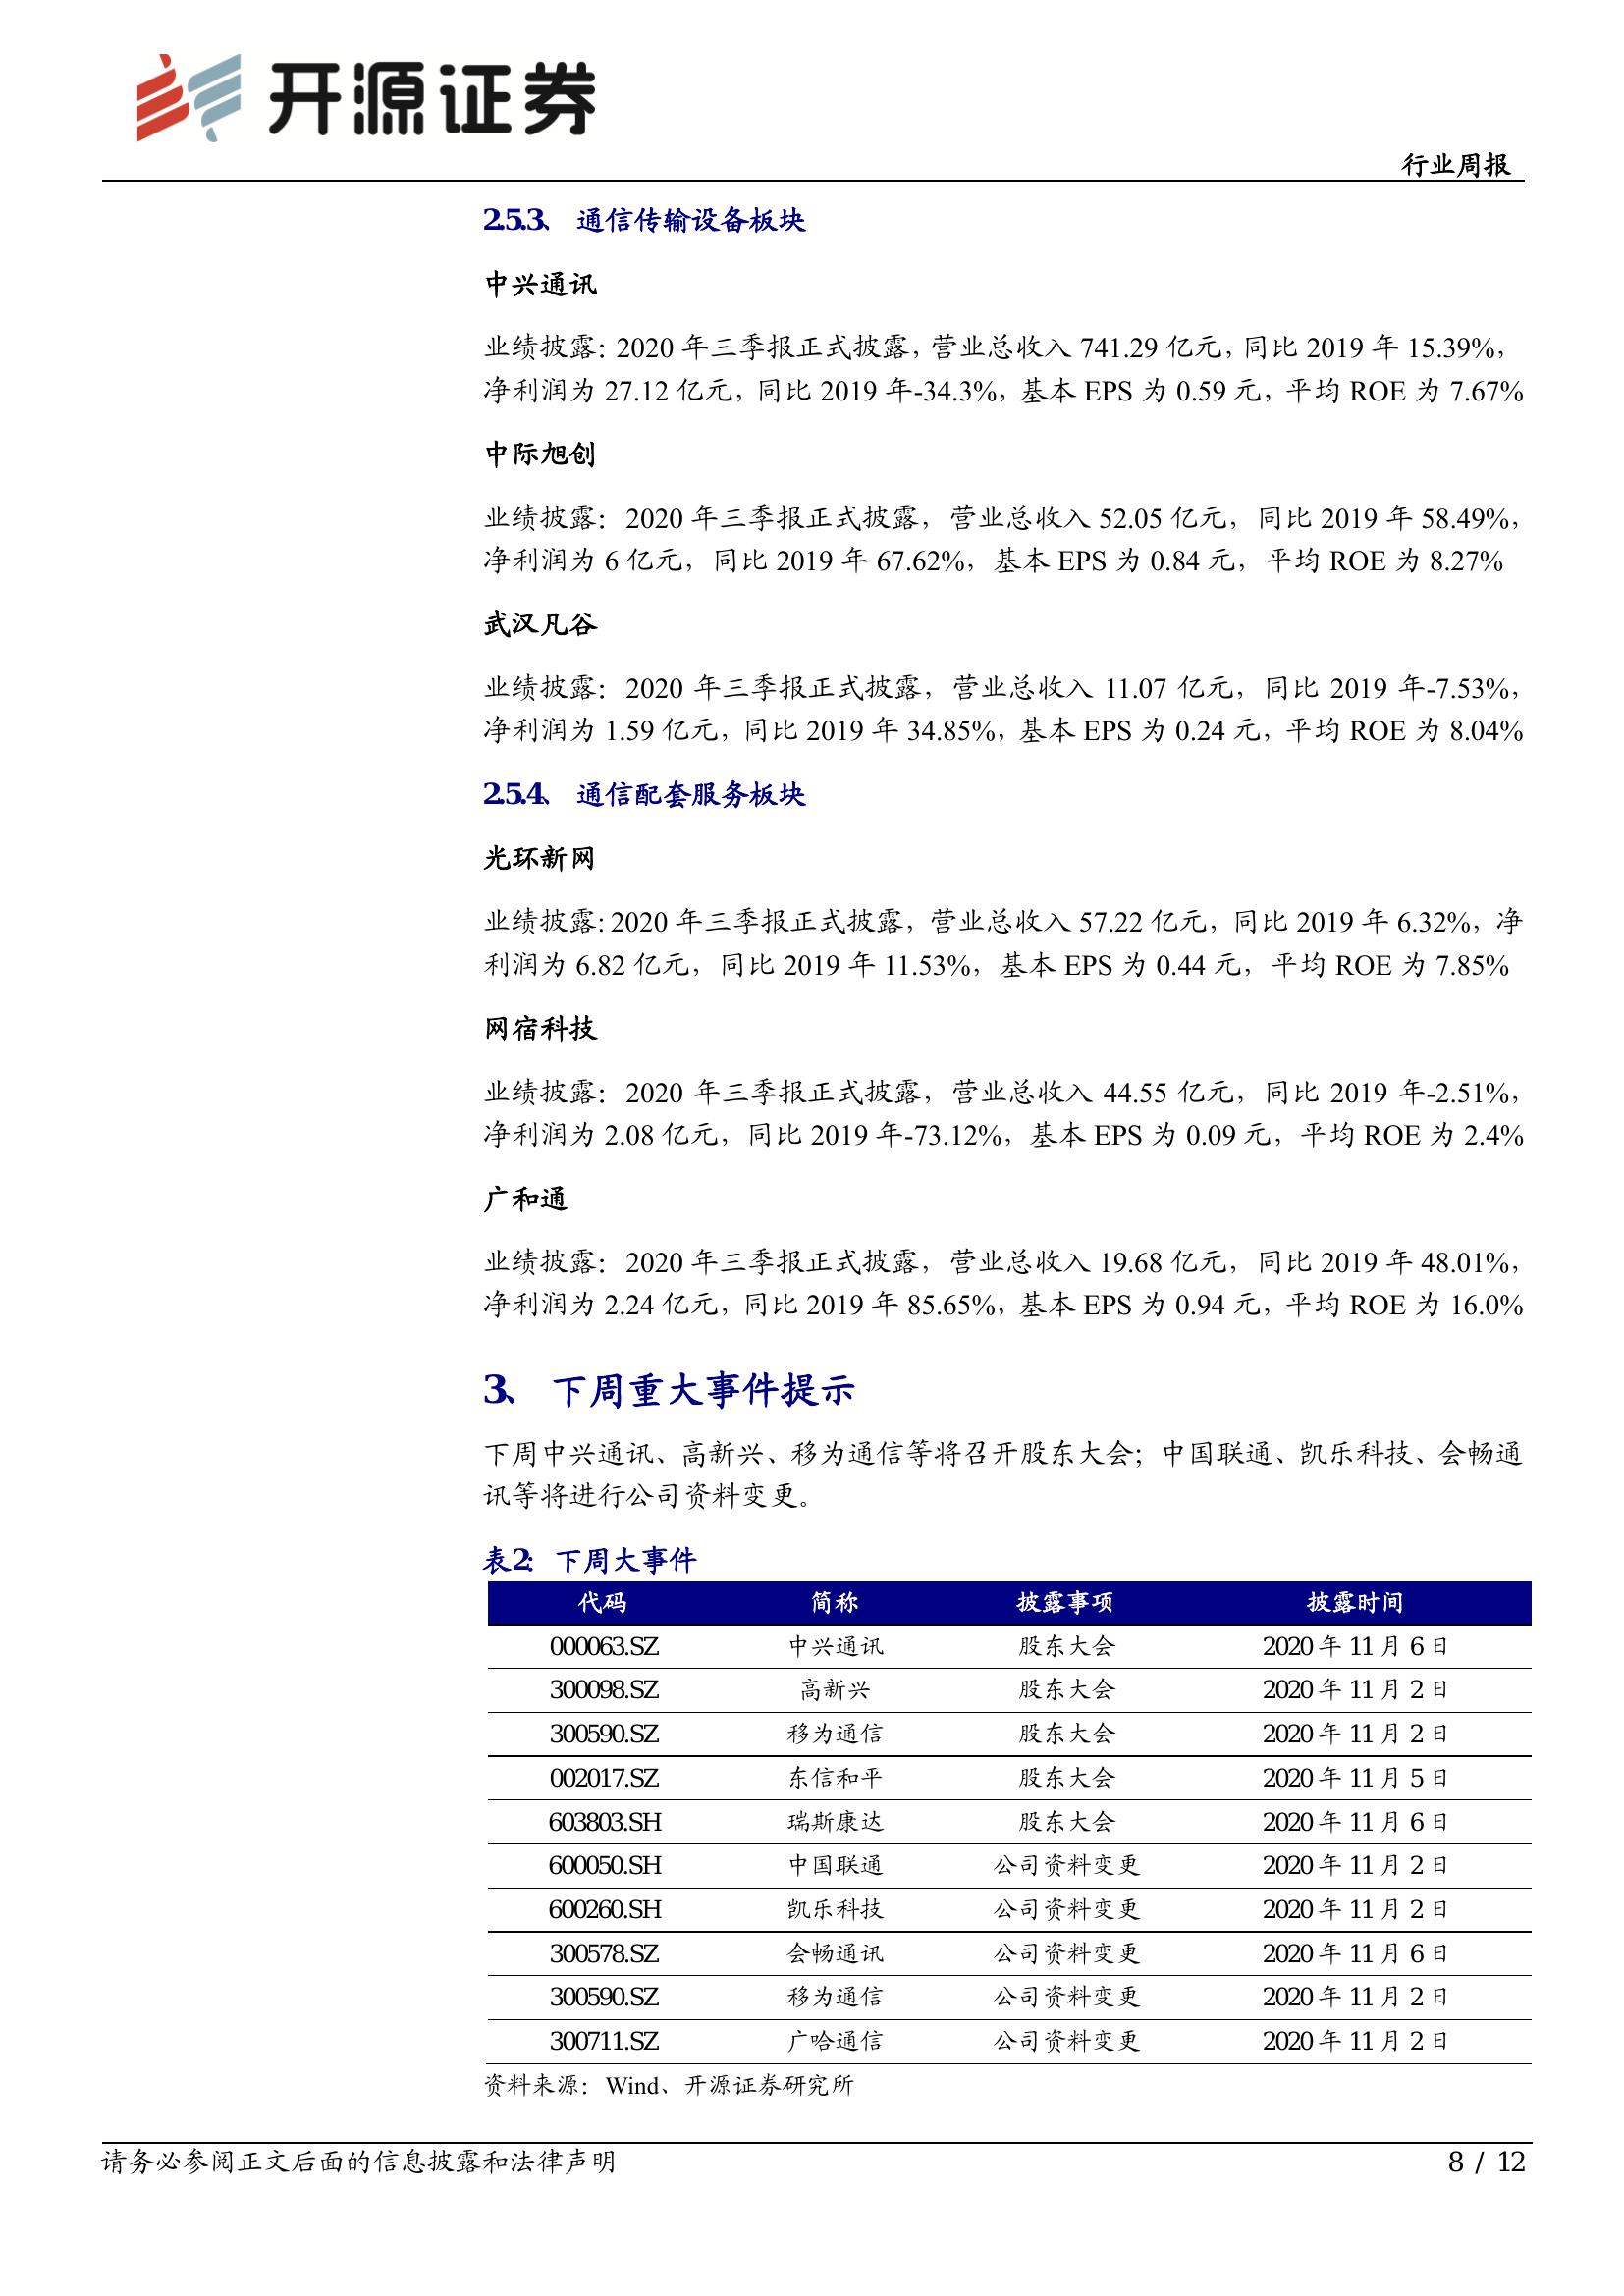 开源证券
行业周报
2.5.3、 通信传输设备板块
中兴通讯
业绩披露：2020 年三季报正式披露，营业总收入 741.29 亿元，同比 2019 年 15.39%，
净利润为 27.12 亿元，同比 2019 年-34.3%，基本 EPS 为 0.59 元，平均 ROE 为 7.67%
中际旭创
业绩披露：2020 年三季报正式披露，营业总收入 52.05 亿元，同比 2019 年 58.49%，
净利润为 6 亿元，同比 2019 年 67.62%，基本 EPS 为 0.84 元，平均 ROE 为 8.27%
武汉凡谷
业绩披露：2020 年三季报正式披露，营业总收入 11.07 亿元，同比 2019 年-7.53%，
净利润为 1.59 亿元，同比 2019 年 34.85%，基本 EPS 为 0.24 元，平均 ROE 为 8.04%
2.5.4、 通信配套服务板块
光环新网
业绩披露：2020 年三季报正式披露，营业总收入 57.22 亿元，同比 2019 年 6.32%，净
利润为 6.82 亿元，同比 2019 年 11.53%，基本 EPS 为 0.44 元，平均 ROE 为 7.85%
网宿科技
业绩披露：2020 年三季报正式披露，营业总收入 44.55 亿元，同比 2019 年-2.51%，
净利润为 2.08 亿元，同比 2019 年-73.12%，基本 EPS 为 0.09 元，平均 ROE 为 2.4%
广和通
业绩披露：2020 年三季报正式披露，营业总收入 19.68 亿元，同比 2019 年 48.01%，
净利润为 2.24 亿元，同比 2019 年 85.65%，基本 EPS 为 0.94 元，平均 ROE 为 16.0%
3、 下周重大事件提示
下周中兴通讯、高新兴、移为通信等将召开股东大会；中国联通、凯乐科技、会畅通
讯等将进行公司资料变更。
表2： 下周大事件
代码 简称 披露事项 披露时间
000063.SZ 中兴通讯 股东大会 2020 年 11 月 6 日
300098.SZ 高新兴 股东大会 2020 年 11 月 2 日
300590.SZ 移为通信 股东大会 2020 年 11 月 2 日
002017.SZ 东信和平 股东大会 2020 年 11 月 5 日
603803.SH 瑞斯康达 股东大会 2020 年 11 月 6 日
600050.SH 中国联通 公司资料变更 2020 年 11 月 2 日
600260.SH 凯乐科技 公司资料变更 2020 年 11 月 2 日
300578.SZ 会畅通讯 公司资料变更 2020 年 11 月 6 日
300590.SZ 移为通信 公司资料变更 2020 年 11 月 2 日
300711.SZ 广哈通信 公司资料变更 2020 年 11 月 2 日
资料来源：Wind、开源证券研究所
请务必参阅正文后面的信息披露和法律声明 8 / 12